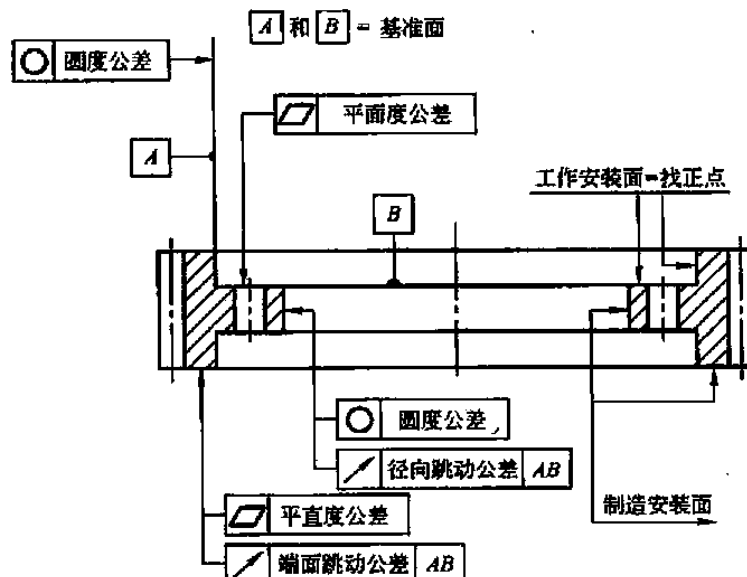 A 和 B = 基准面
圆度公差
平面度公差
A
工作安装面=找正点
B
圆度公差
径向跳动公差 AB
制造安装面
平直度公差
端面跳动公差 AB